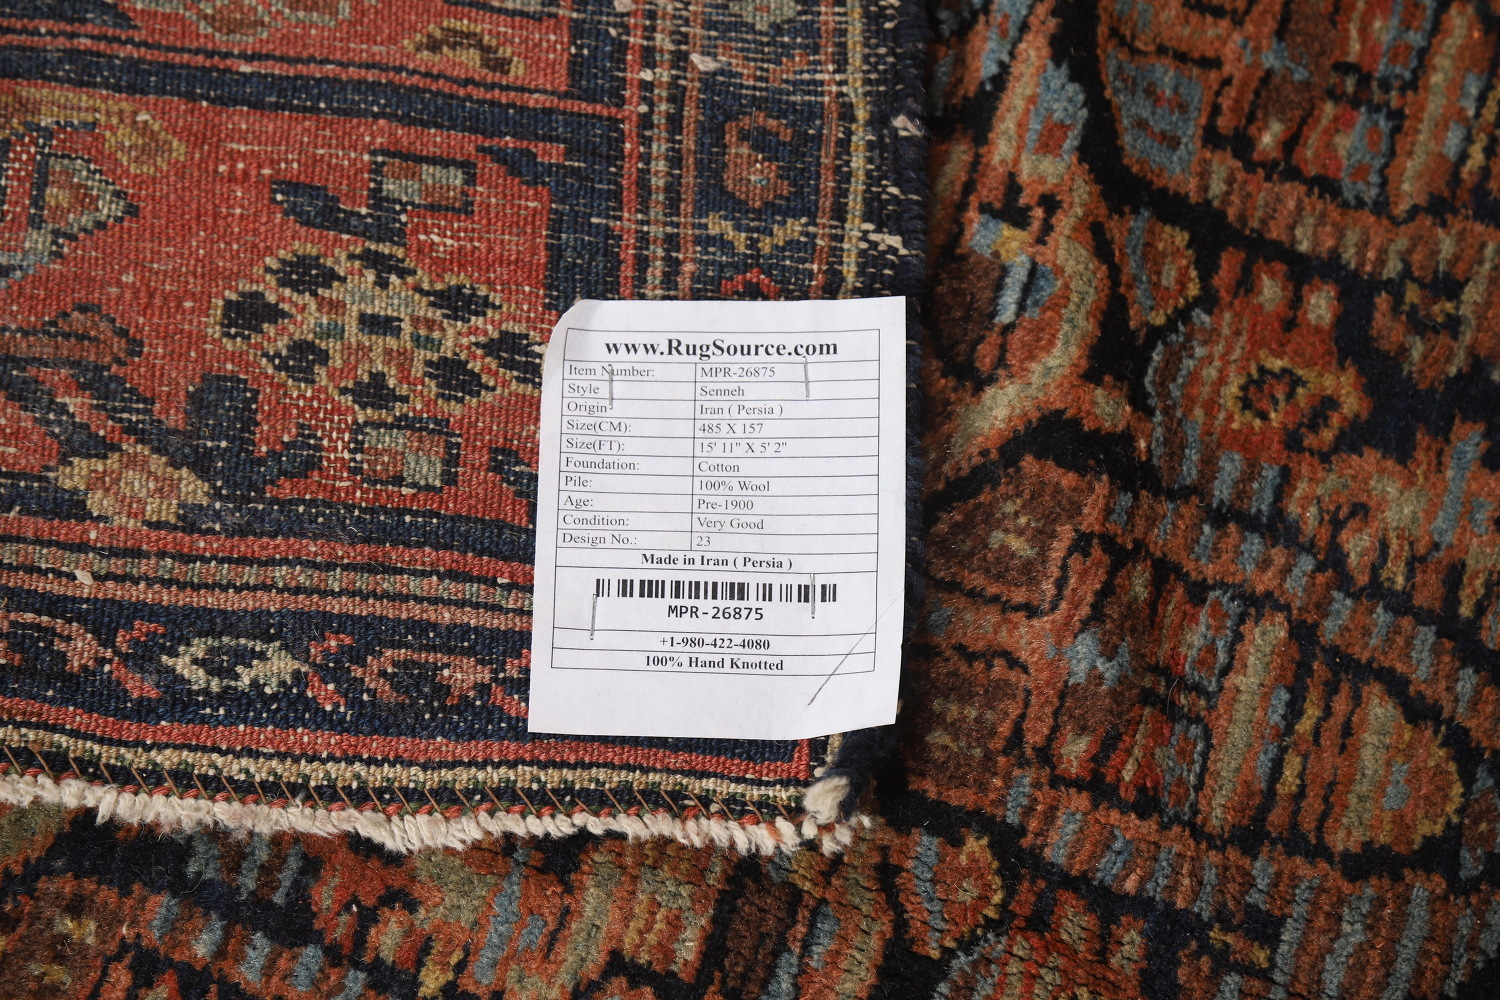 www.RugSource.com
Item Number: MPR-26875
Style Senneh
Origin Iran ( Persia )
Size(CM): 485 X 157
Size(FT): 15' 11" X 5' 2"
Foundation: Cotton
Pile: 100% Wool
Age: Pre-1900
Condition: Very Good
Design No.: 23
Made in Iran ( Persia )
MPR-26875
+1-980-422-4080
100% Hand Knotted